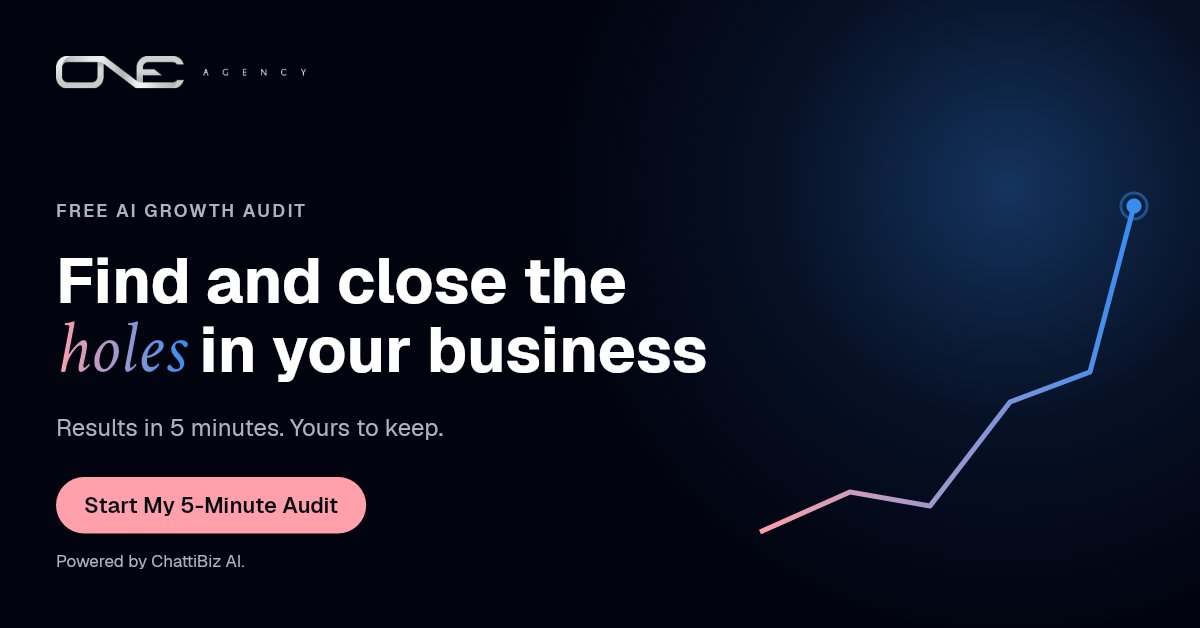 ONE AGENCY
FREE AI GROWTH AUDIT
Find and close the
holes in your business
Results in 5 minutes. Yours to keep.
Start My 5-Minute Audit
Powered by ChattiBiz AI.